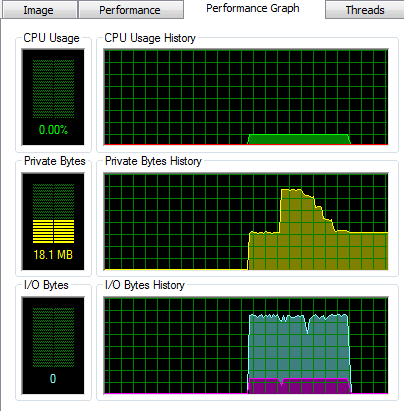 Image Performance Performance Graph Threads
CPU Usage CPU Usage History
0.00%
Private Bytes Private Bytes History
18.1 MB
I/O Bytes I/O Bytes History
0